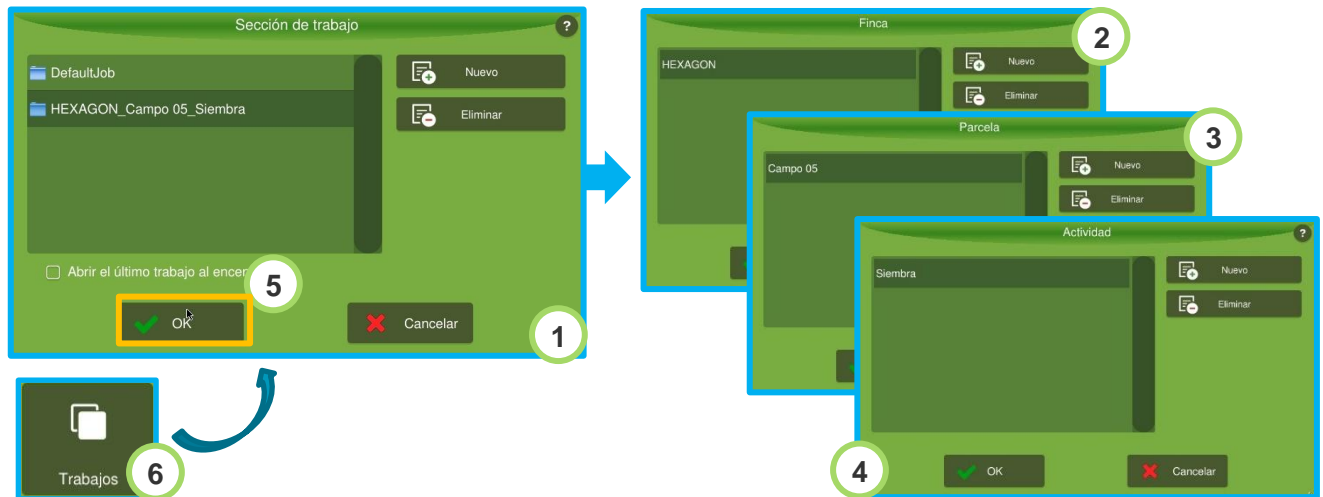 Sección de trabajo
?
DefaultJob
HEXAGON_Campo 05_Siembra
Nuevo
Eliminar
Abrir el último trabajo al encen
5
OK
Cancelar
1
Trabajos
6
Finca
2
HEXAGON
Nuevo
Eliminar
Parcela
3
Campo 05
Nuevo
Eliminar
Actividad
?
Siembra
Nuevo
Eliminar
4
OK
Cancelar